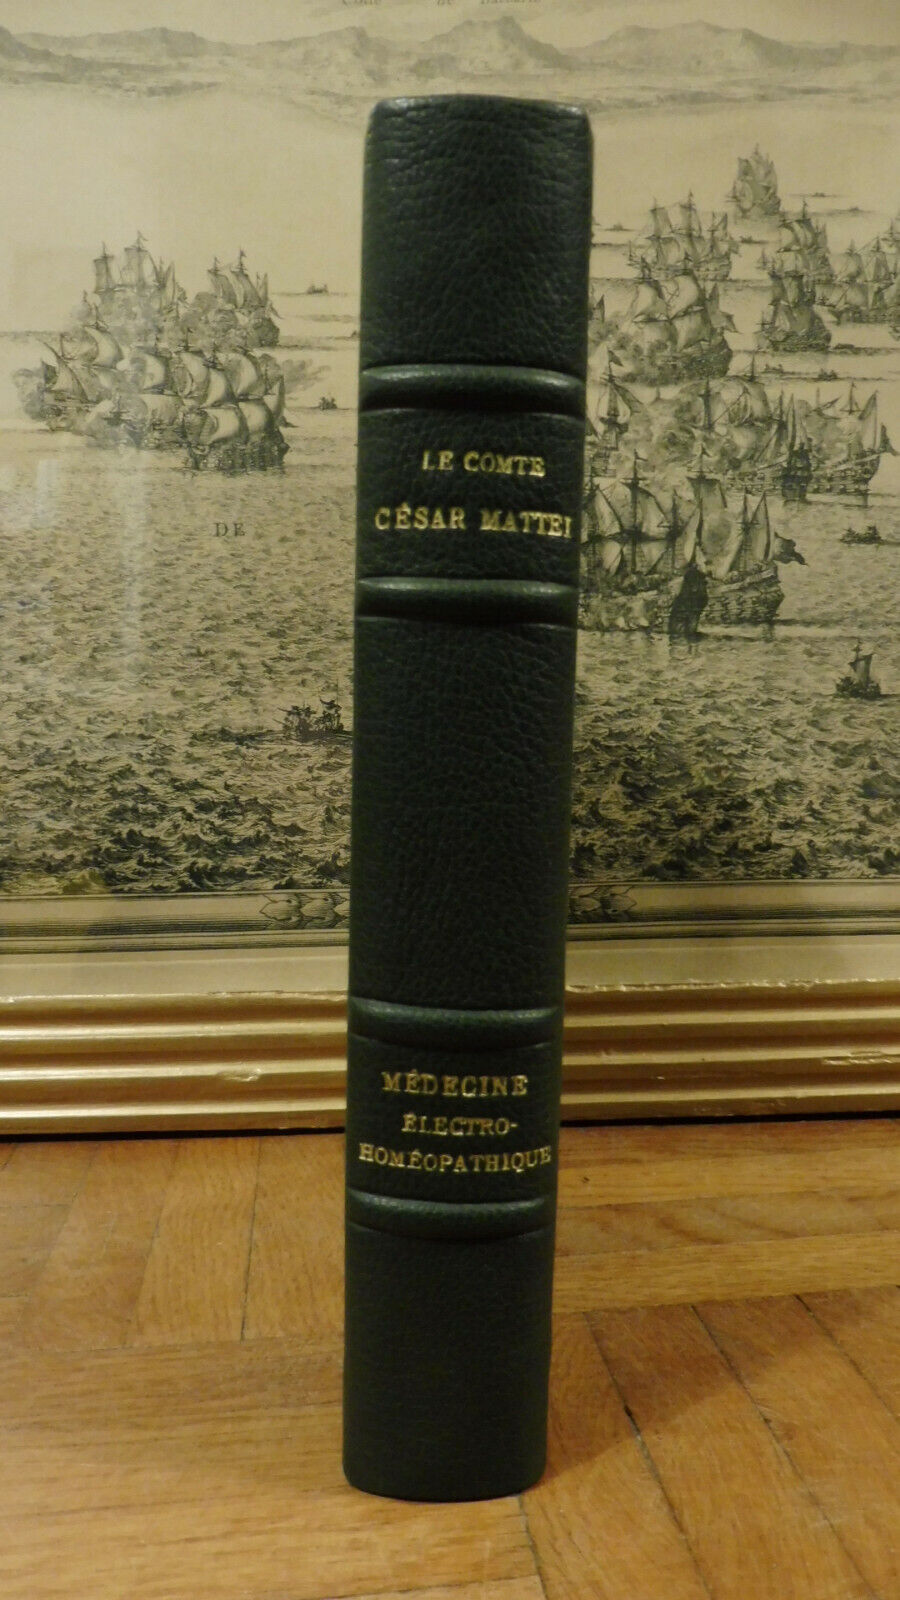 DE
LE COMTE
CÉSAR MATTEI
MÉDECINE
ÉLECTRO-
HOMÉOPATHIQUE